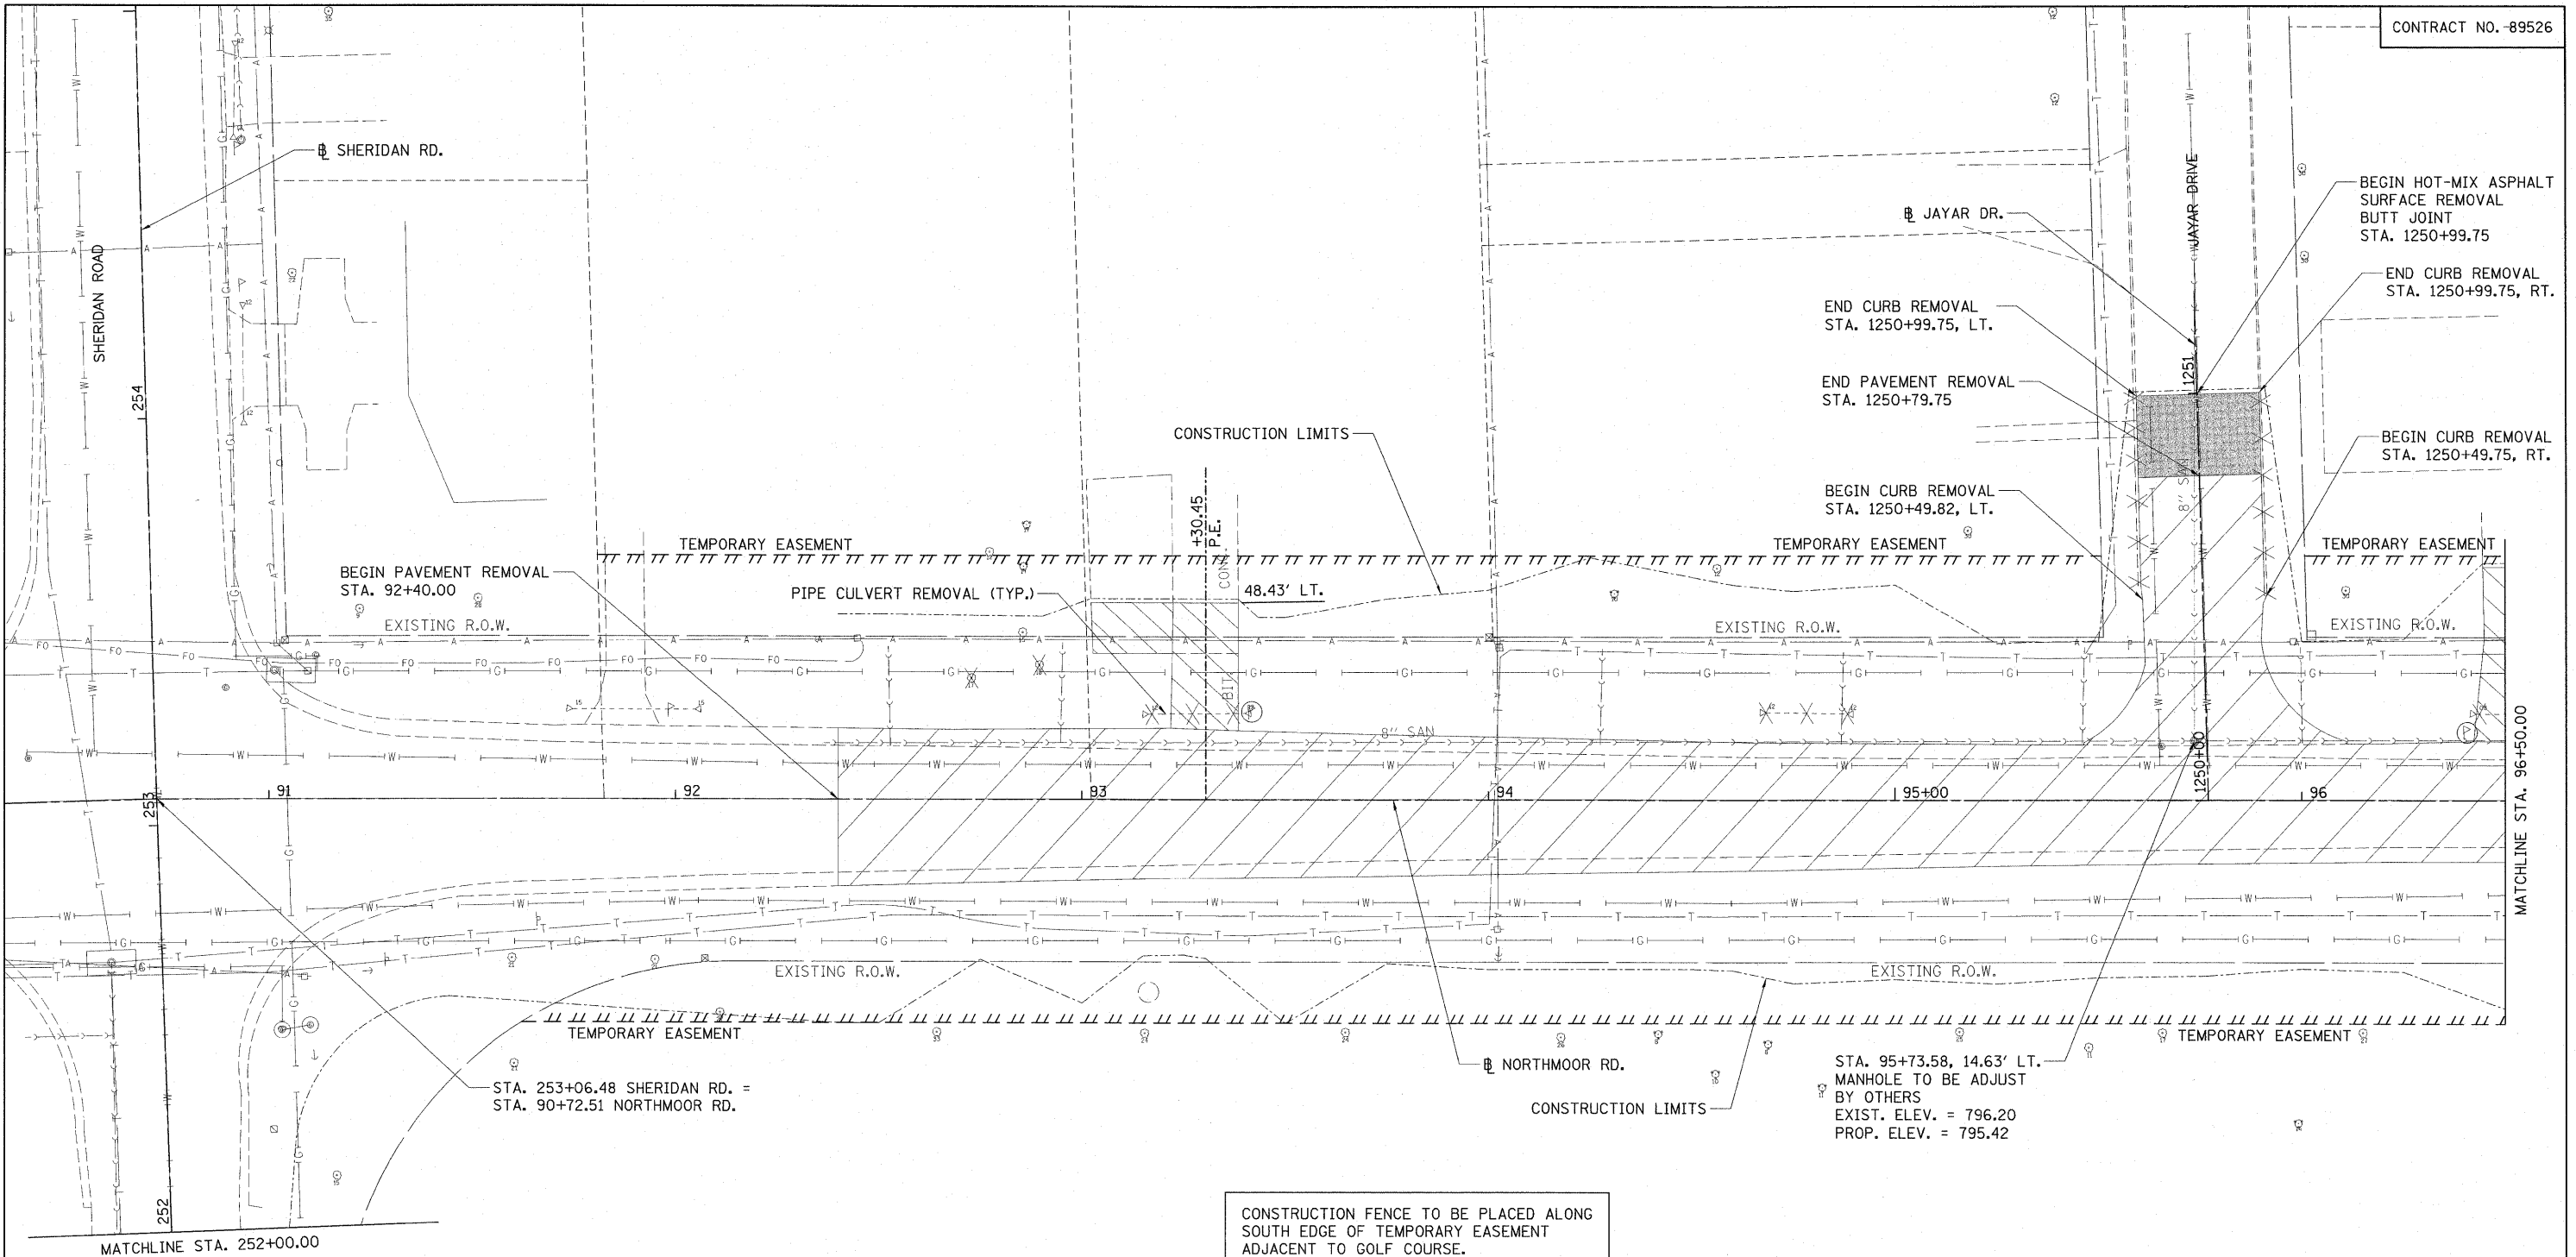 CONTRACT NO. 89526
℄ SHERIDAN RD.
SHERIDAN ROAD
254
253
252
BEGIN PAVEMENT REMOVAL
STA. 92+40.00
EXISTING R.O.W.
TEMPORARY EASEMENT
PIPE CULVERT REMOVAL (TYP.)
CONSTRUCTION LIMITS
+30.45
P.E.
CONC.
BIT.
48.43' LT.
8" SAN
℄ JAYAR DR.
JAYAR DRIVE
BEGIN HOT-MIX ASPHALT
SURFACE REMOVAL
BUTT JOINT
STA. 1250+99.75
END CURB REMOVAL
STA. 1250+99.75, RT.
END CURB REMOVAL
STA. 1250+99.75, LT.
1251
END PAVEMENT REMOVAL
STA. 1250+79.75
BEGIN CURB REMOVAL
STA. 1250+49.75, RT.
BEGIN CURB REMOVAL
STA. 1250+49.82, LT.
8" SAN
TEMPORARY EASEMENT
TEMPORARY EASEMENT
EXISTING R.O.W.
EXISTING R.O.W.
91
92
93
94
95+00
1250+00
96
MATCHLINE STA. 96+50.00
EXISTING R.O.W.
EXISTING R.O.W.
TEMPORARY EASEMENT
TEMPORARY EASEMENT
STA. 253+06.48 SHERIDAN RD. =
STA. 90+72.51 NORTHMOOR RD.
℄ NORTHMOOR RD.
CONSTRUCTION LIMITS
STA. 95+73.58, 14.63' LT.
MANHOLE TO BE ADJUST
BY OTHERS
EXIST. ELEV. = 796.20
PROP. ELEV. = 795.42
MATCHLINE STA. 252+00.00
CONSTRUCTION FENCE TO BE PLACED ALONG
SOUTH EDGE OF TEMPORARY EASEMENT
ADJACENT TO GOLF COURSE.